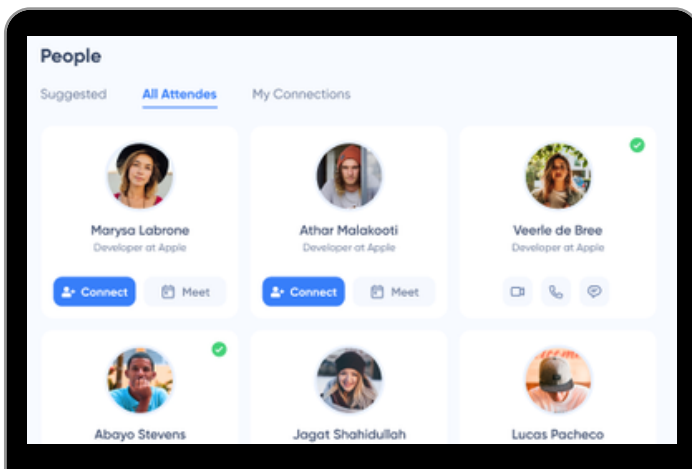 People
Suggested All Attendes My Connections
Marysa Labrone
Developer at Apple
Connect Meet
Athar Malakooti
Developer at Apple
Connect Meet
Veerle de Bree
Developer at Apple
Abayo Stevens
Jagat Shahidullah
Lucas Pacheco